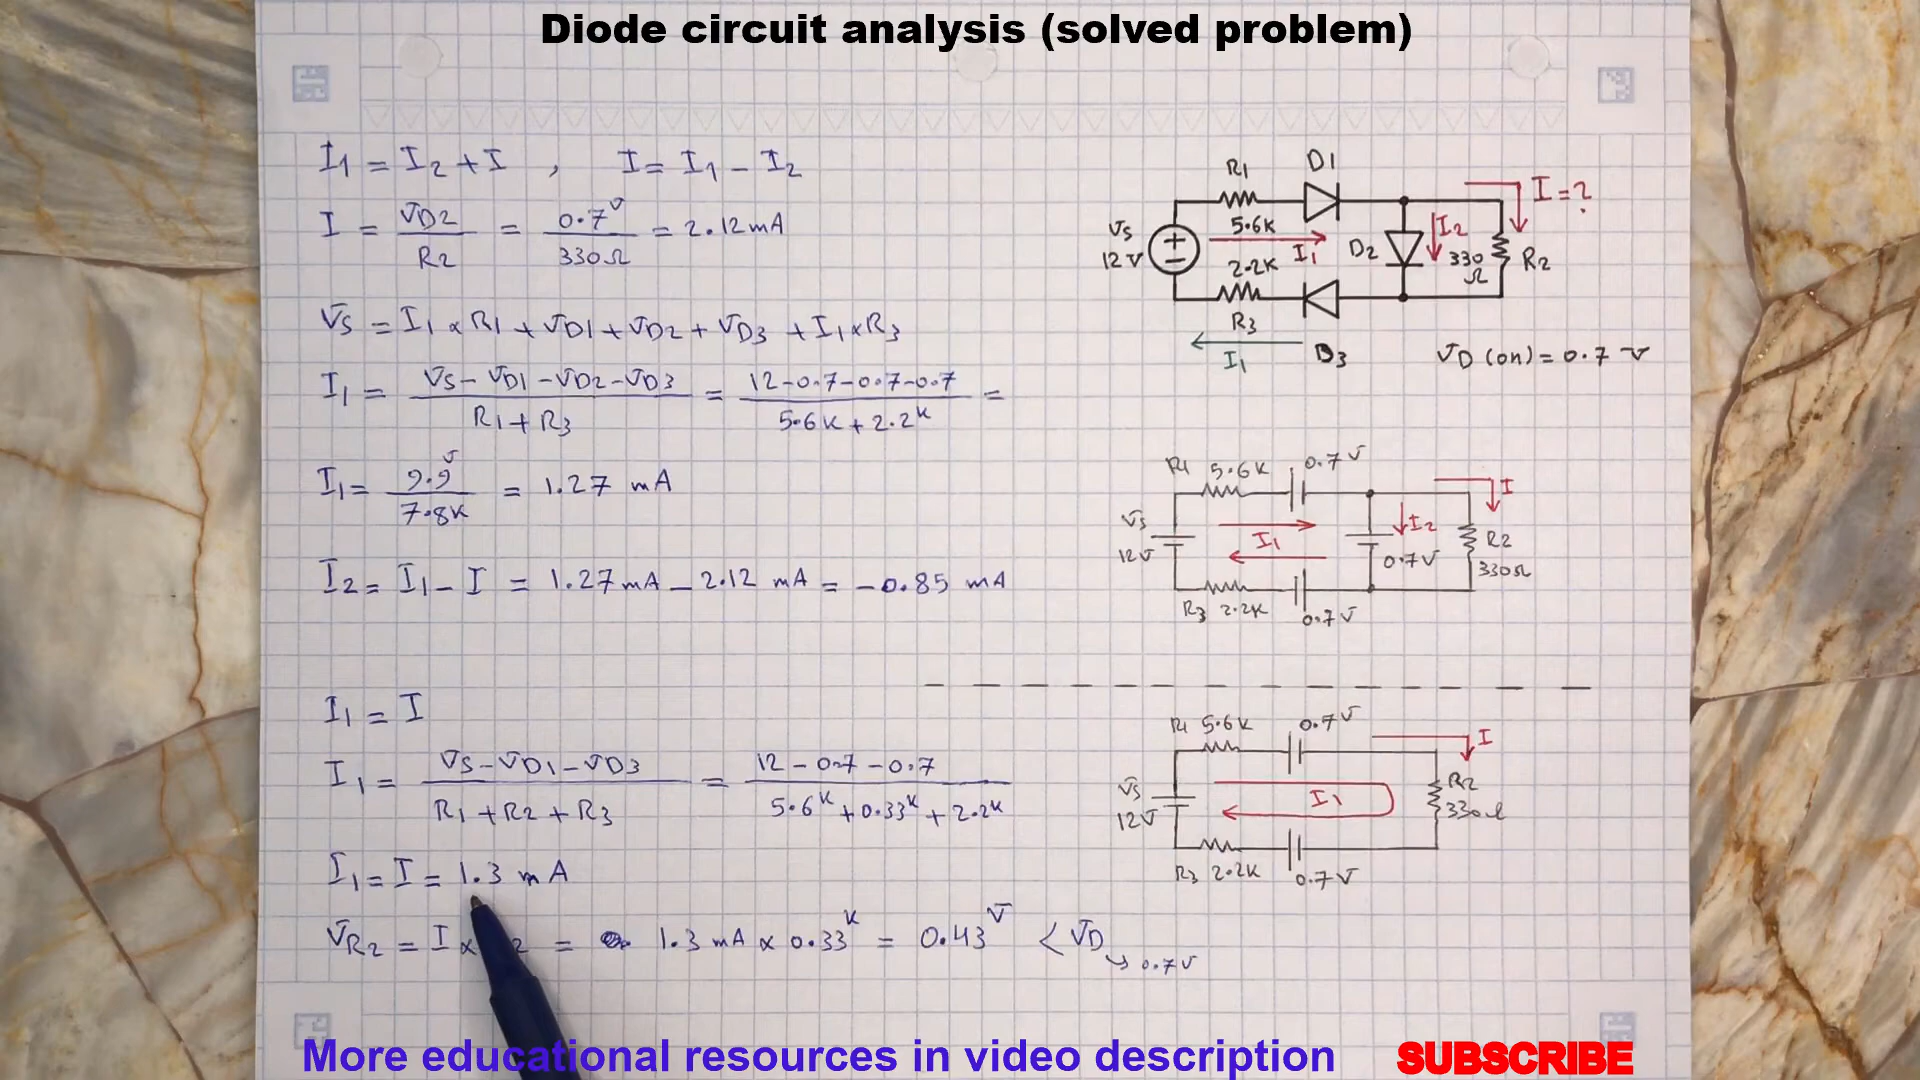 Diode circuit analysis (solved problem)
I1 = I2 + I , I = I1 - I2
I = VD2 / R2 = 0.7V / 330Ω = 2.12 mA
VS = I1 × R1 + VD1 + VD2 + VD3 + I1 × R3
I1 = VS - VD1 - VD2 - VD3 / R1 + R3 = 12 - 0.7 - 0.7 - 0.7 / 5.6K + 2.2K =
I1 = 9.9V / 7.8K = 1.27 mA
I2 = I1 - I = 1.27 mA - 2.12 mA = -0.85 mA
I1 = I
I1 = VS - VD1 - VD3 / R1 + R2 + R3 = 12 - 0.7 - 0.7 / 5.6K + 0.33K + 2.2K
I1 = I = 1.3 mA
VR2 = I × 2 = 1.3 mA × 0.33K = 0.43V < VD
0.7V
R1 D1
I = ?
VS 5.6K I2
12V I1 D2 330 Ω R2
2.2K
R3
I1 D3 VD (on) = 0.7 V
R1 5.6K 0.7V
I
VS I1 I2 R2
12V 0.7V 330Ω
R3 2.2K 0.7V
R1 5.6K 0.7V
I
VS I1 R2
12V 330Ω
R3 2.2K 0.7V
More educational resources in video description SUBSCRIBE